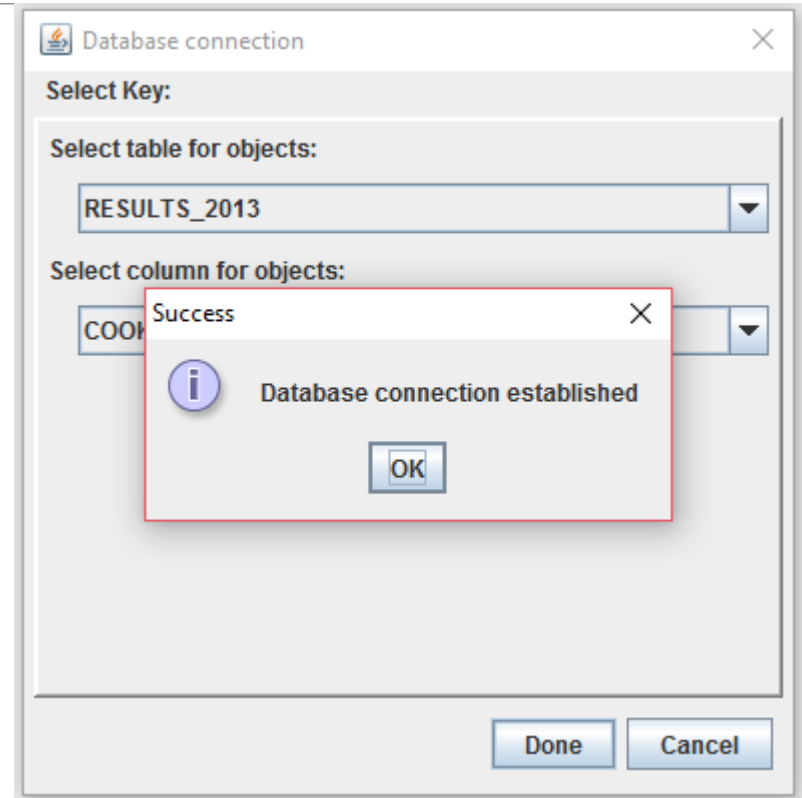 Database connection
Select Key:
Select table for objects:
RESULTS_2013
Select column for objects:
Success
Database connection established
OK
Done
Cancel